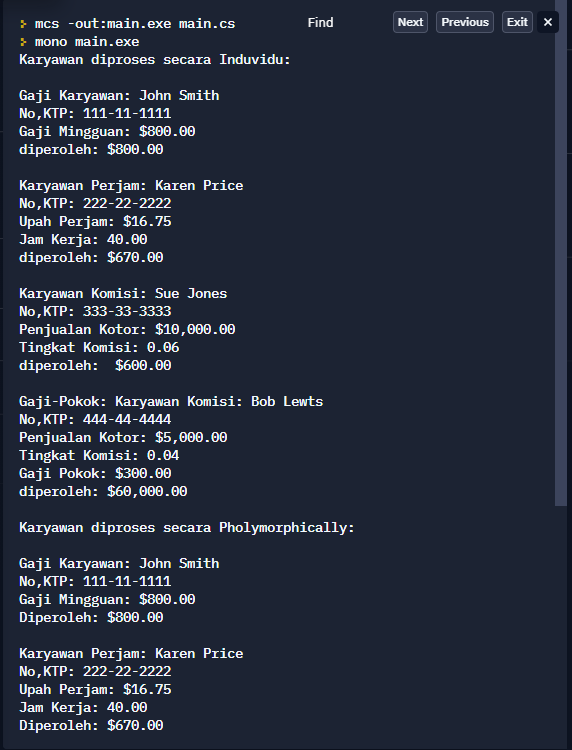 mcs -out:main.exe main.cs
Find
Next
Previous
Exit
×
mono main.exe
Karyawan diproses secara Induvidu:
Gaji Karyawan: John Smith
No,KTP: 111-11-1111
Gaji Mingguan: $800.00
diperoleh: $800.00
Karyawan Perjam: Karen Price
No,KTP: 222-22-2222
Upah Perjam: $16.75
Jam Kerja: 40.00
diperoleh: $670.00
Karyawan Komisi: Sue Jones
No,KTP: 333-33-3333
Penjualan Kotor: $10,000.00
Tingkat Komisi: 0.06
diperoleh:  $600.00
Gaji-Pokok: Karyawan Komisi: Bob Lewts
No,KTP: 444-44-4444
Penjualan Kotor: $5,000.00
Tingkat Komisi: 0.04
Gaji Pokok: $300.00
diperoleh: $60,000.00
Karyawan diproses secara Pholymorphically:
Gaji Karyawan: John Smith
No,KTP: 111-11-1111
Gaji Mingguan: $800.00
Diperoleh: $800.00
Karyawan Perjam: Karen Price
No,KTP: 222-22-2222
Upah Perjam: $16.75
Jam Kerja: 40.00
Diperoleh: $670.00